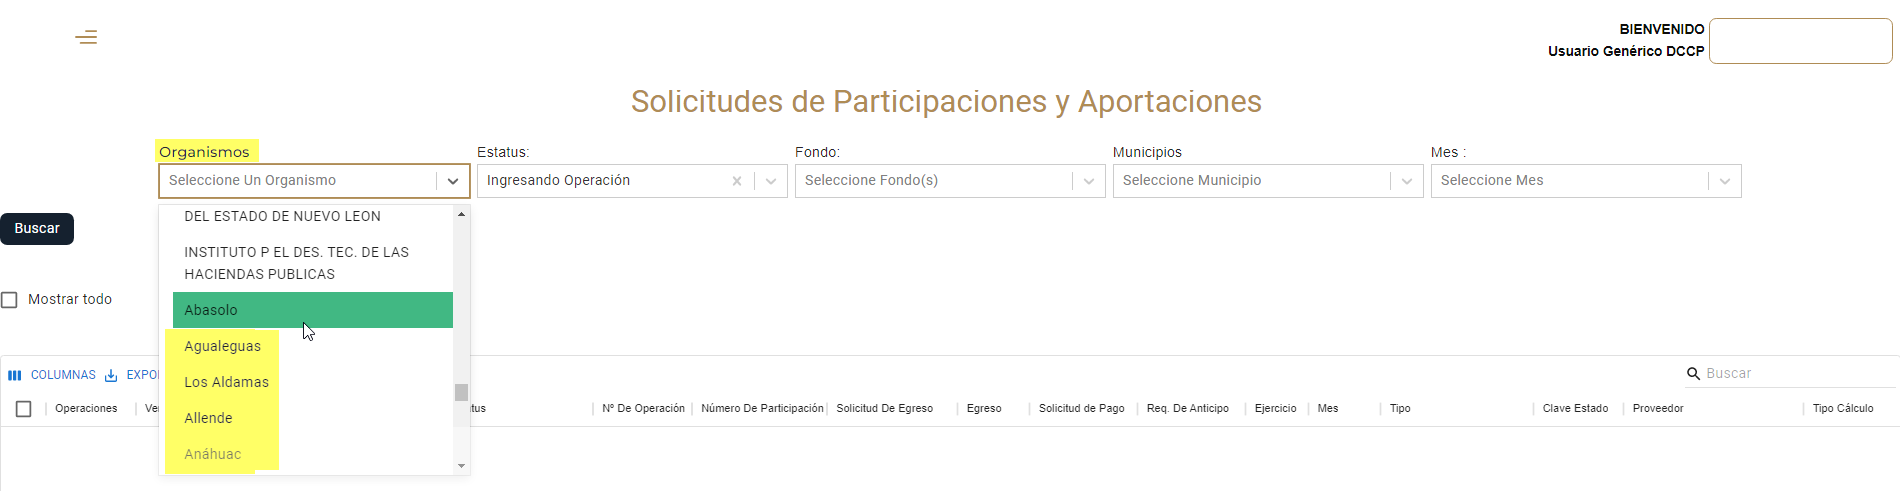 BIENVENIDO
Usuario Genérico DCCP
Solicitudes de Participaciones y Aportaciones
Organismos
Estatus:
Fondo:
Municipios
Mes :
Seleccione Un Organismo
Ingresando Operación
Seleccione Fondo(s)
Seleccione Municipio
Seleccione Mes
DEL ESTADO DE NUEVO LEON
Buscar
INSTITUTO P EL DES. TEC. DE LAS
HACIENDAS PUBLICAS
Mostrar todo
Abasolo
Agualeguas
Los Aldamas
Allende
Anáhuac
COLUMNAS
EXPO
Buscar
Operaciones
Ve
tus
Nº De Operación
Número De Participación
Solicitud De Egreso
Egreso
Solicitud de Pago
Req. De Anticipo
Ejercicio
Mes
Tipo
Clave Estado
Proveedor
Tipo Cálculo